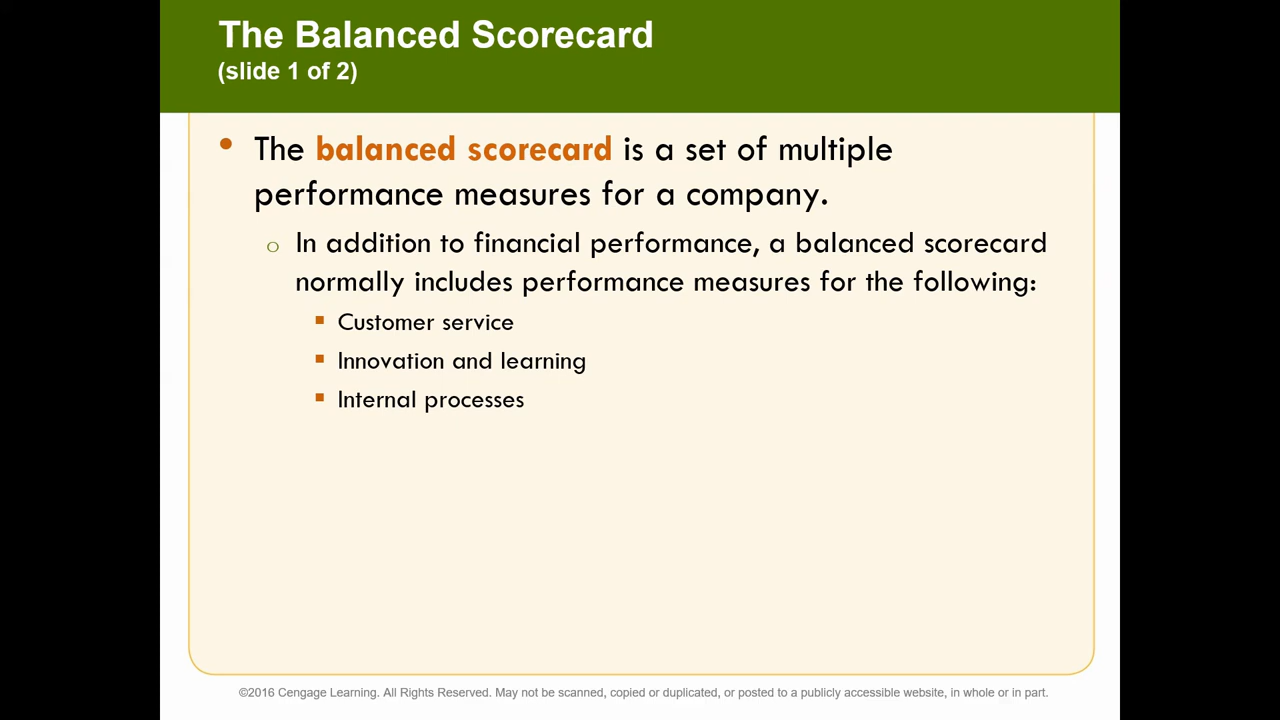 The Balanced Scorecard
(slide 1 of 2)
• The balanced scorecard is a set of multiple
performance measures for a company.
o In addition to financial performance, a balanced scorecard
normally includes performance measures for the following:
▪ Customer service
▪ Innovation and learning
▪ Internal processes
©2016 Cengage Learning. All Rights Reserved. May not be scanned, copied or duplicated, or posted to a publicly accessible website, in whole or in part.